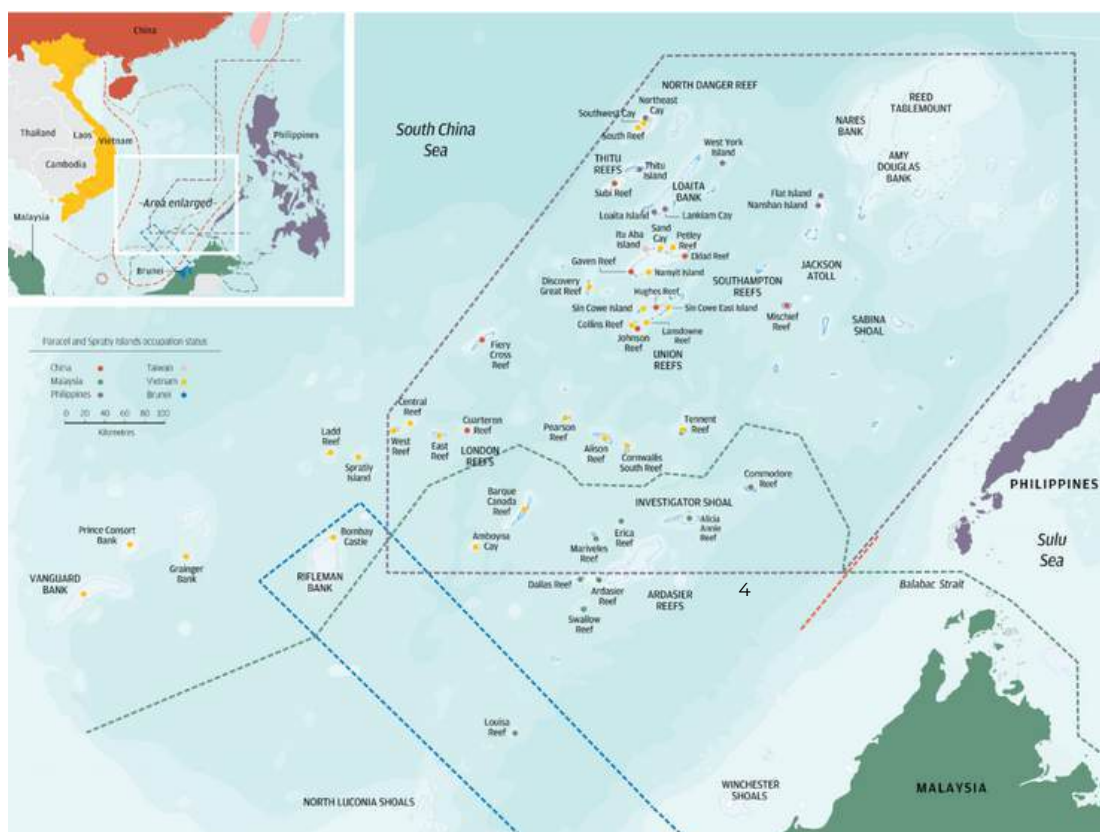 China
Thailand
Laos
Vietnam
Cambodia
Philippines
Malaysia
Area enlarged
Brunei
South China
Sea
NORTH DANGER REEF
Northeast
Cay
Southwest Cay
South Reef
REED
TABLEMOUNT
NARES
BANK
AMY
DOUGLAS
BANK
West York
Island
THITU
REEFS
Thitu
Island
Subi Reef
LOAITA
BANK
Flat Island
Nanshan Island
Loaita Island
Lankiam Cay
Itu Aba
Island
Sand
Cay
Petley
Reef
Eldad Reef
Gaven Reef
Namyit Island
JACKSON
ATOLL
Discovery
Great Reef
Hughes Reef
SOUTHAMPTON
REEFS
Sin Cowe Island
Sin Cowe East Island
Mischief
Reef
SABINA
SHOAL
Collins Reef
Lansdowne
Reef
Johnson
Reef
UNION
REEFS
Fiery
Cross
Reef
Paracel and Spratly Islands occupation status
China
Taiwan
Malaysia
Vietnam
Philippines
Brunei
0 20 40 60 80 100
Kilometres
Central
Reef
Ladd
Reef
Spratly
Island
West
Reef
East
Reef
Cuarteron
Reef
LONDON
REEFS
Pearson
Reef
Alison
Reef
Cornwallis
South Reef
Tennent
Reef
Commodore
Reef
PHILIPPINES
Barque
Canada
Reef
INVESTIGATOR SHOAL
Erica
Reef
Alicia
Annie
Reef
Prince Consort
Bank
Grainger
Bank
Bombay
Castle
Amboyna
Cay
Mariveles
Reef
Sulu
Sea
VANGUARD
BANK
RIFLEMAN
BANK
Dallas Reef
Ardasier
Reef
ARDASIER
REEFS
4
Balabac Strait
Swallow
Reef
Louisa
Reef
NORTH LUCONIA SHOALS
WINCHESTER
SHOALS
MALAYSIA